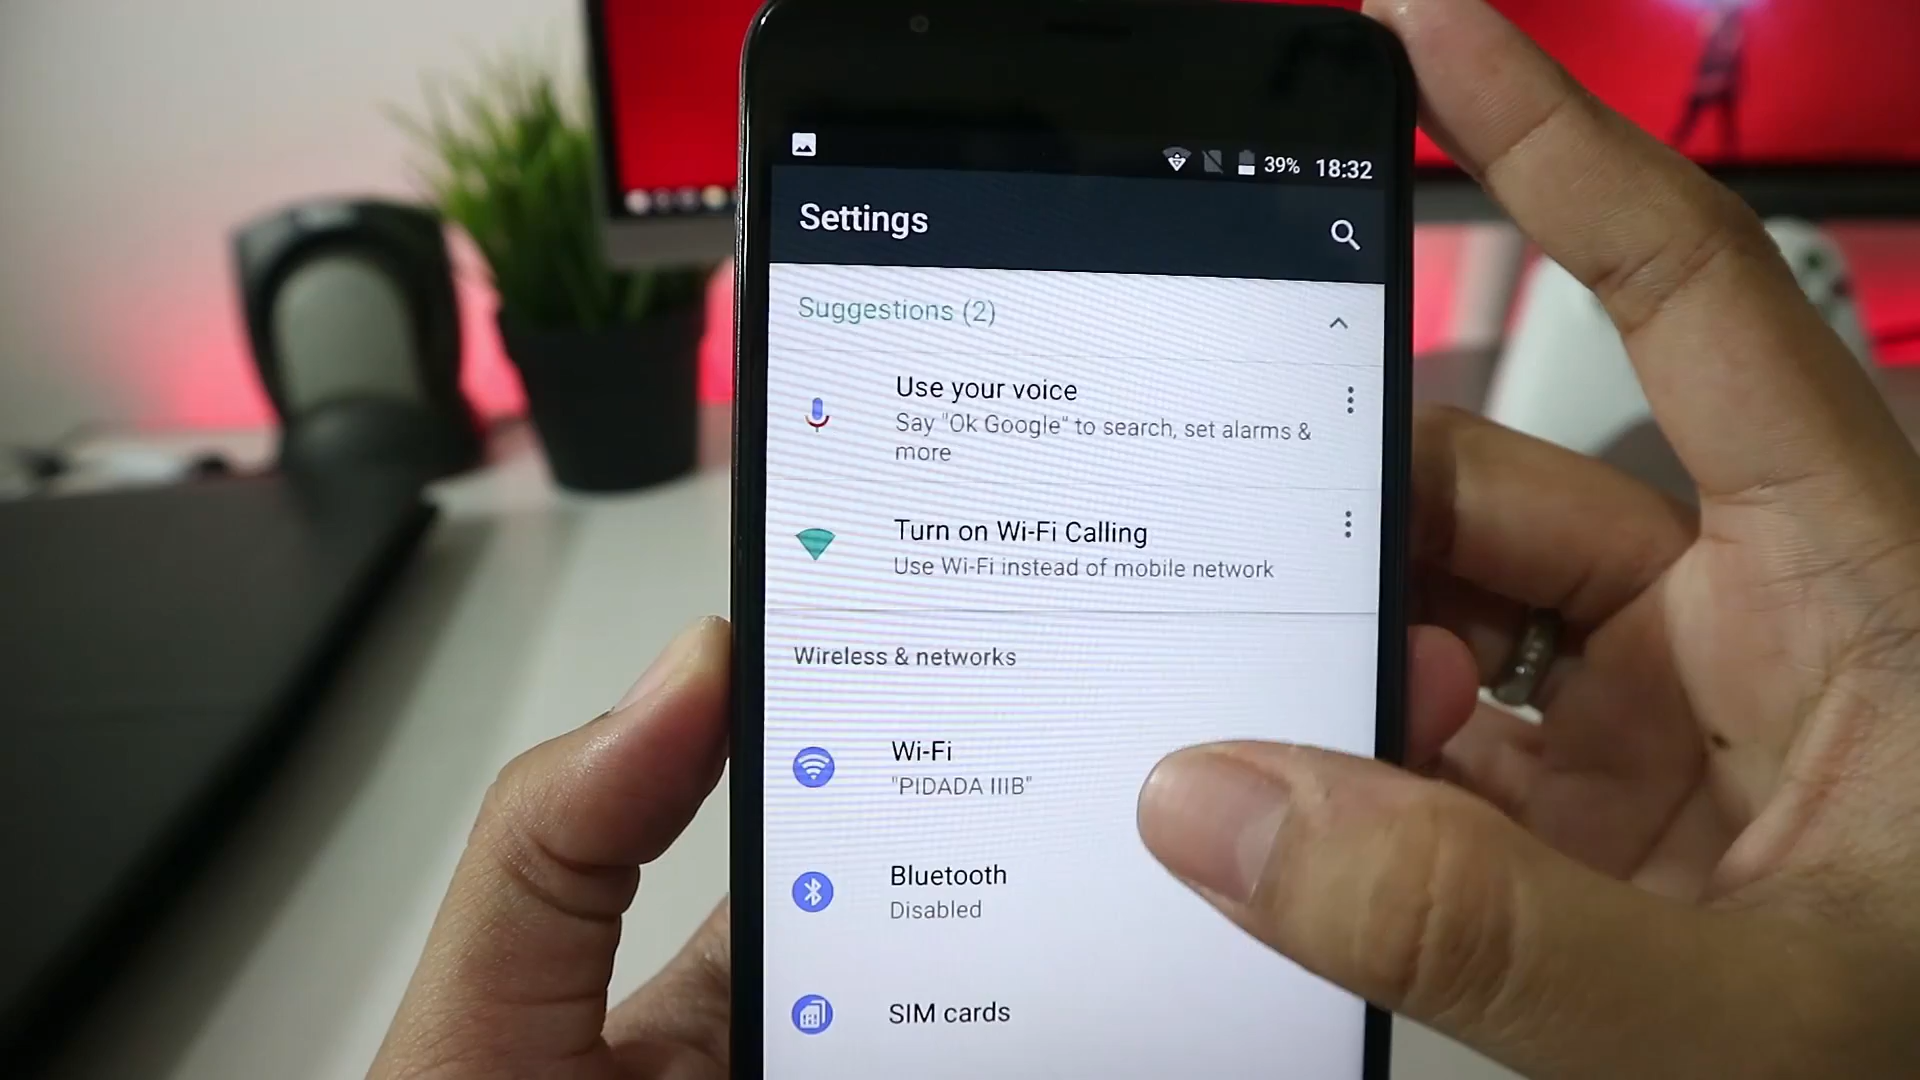 39% 18:32
Settings
Suggestions (2)
Use your voice
Say "Ok Google" to search, set alarms &
more
Turn on Wi-Fi Calling
Use Wi-Fi instead of mobile network
Wireless & networks
Wi-Fi
"PIDADA IIIB"
Bluetooth
Disabled
SIM cards